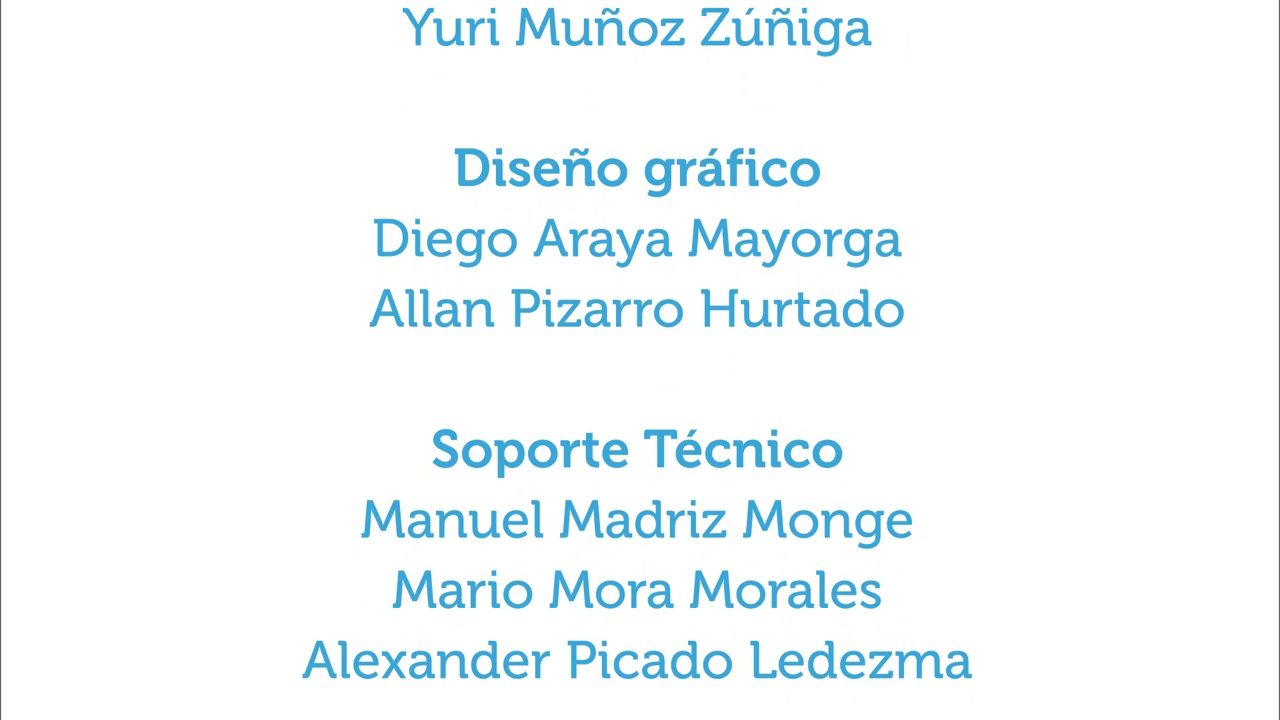 Yuri Muñoz Zúñiga
Diseño gráfico
Diego Araya Mayorga
Allan Pizarro Hurtado
Soporte Técnico
Manuel Madriz Monge
Mario Mora Morales
Alexander Picado Ledezma